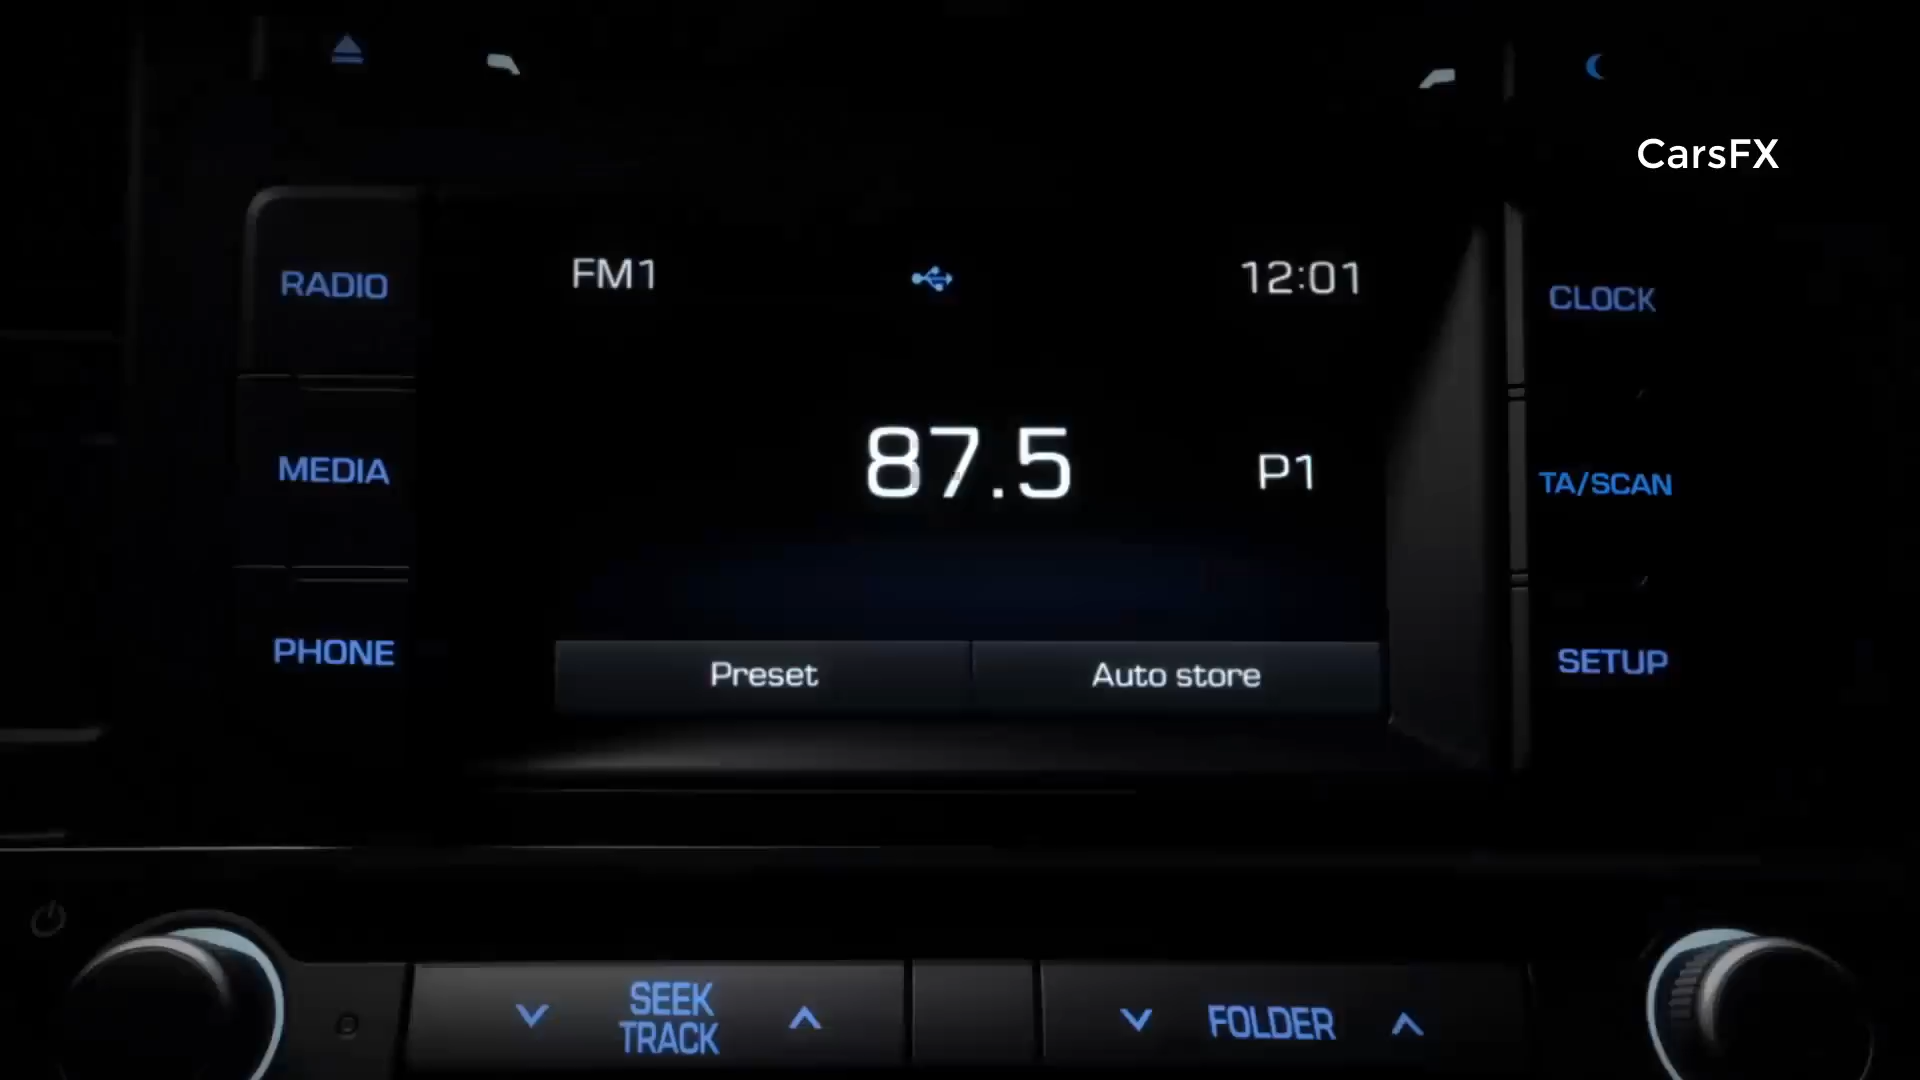 CarsFX
RADIO
FM1
12:01
CLOCK
MEDIA
87.5
P1
TA/SCAN
PHONE
Preset
Auto store
SETUP
SEEK
TRACK
FOLDER